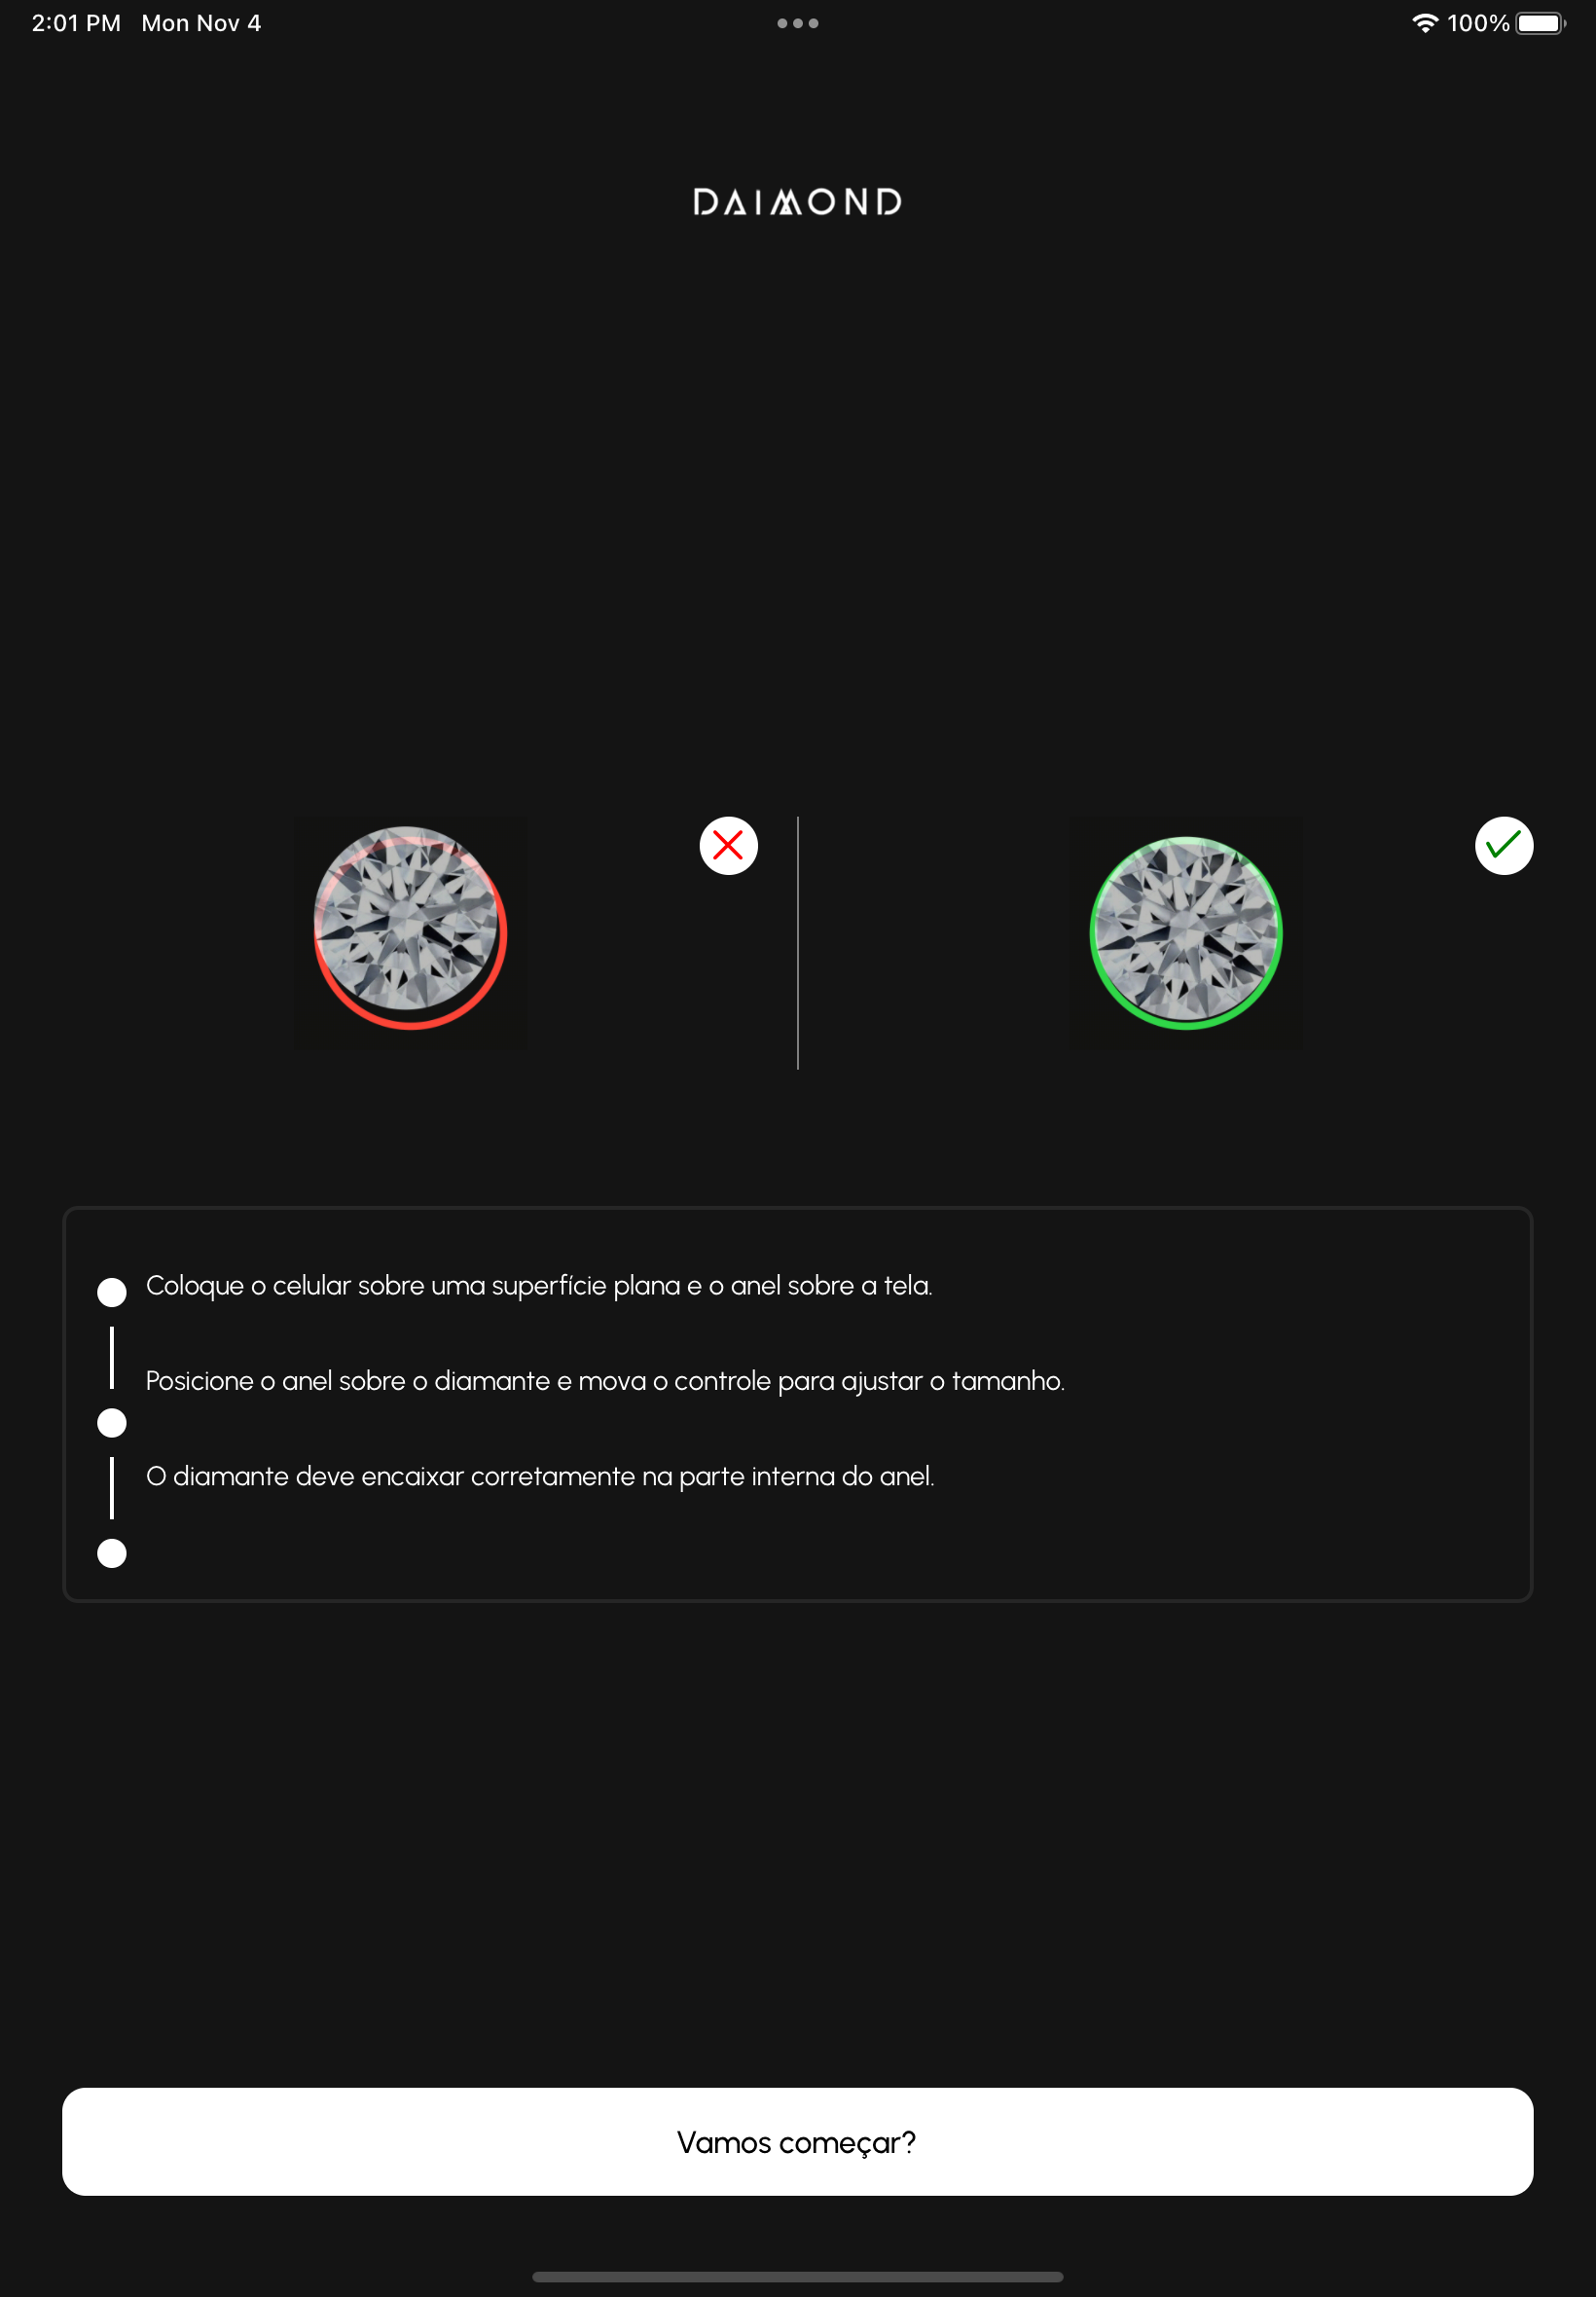 2:01 PM Mon Nov 4
100%
DAIMOND
Coloque o celular sobre uma superfície plana e o anel sobre a tela.
Posicione o anel sobre o diamante e mova o controle para ajustar o tamanho.
O diamante deve encaixar corretamente na parte interna do anel.
Vamos começar?